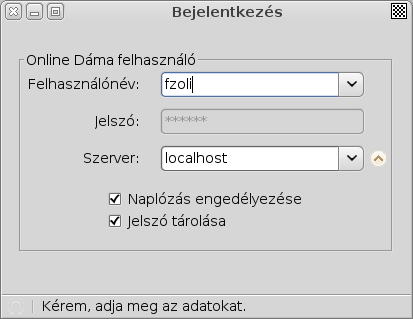 Bejelentkezés
Online Dáma felhasználó
Felhasználónév: fzoli
Jelszó: ******
Szerver: localhost
Naplózás engedélyezése
Jelszó tárolása
Kérem, adja meg az adatokat.